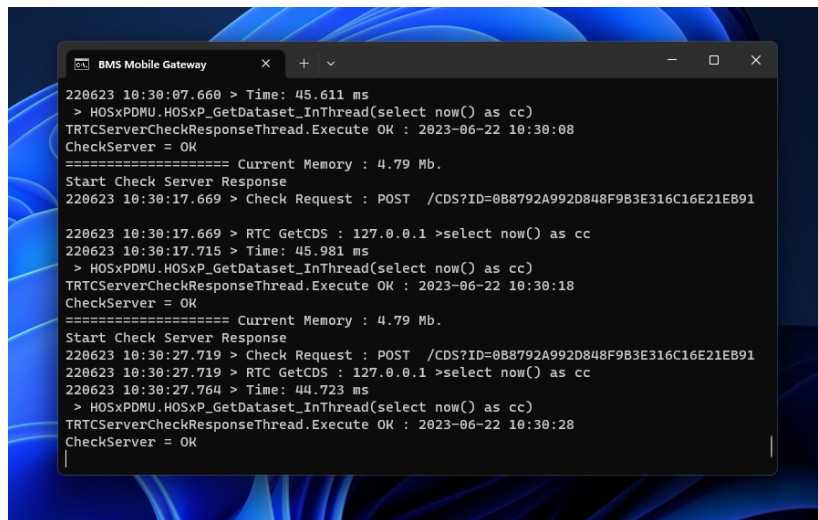 BMS Mobile Gateway
220623 10:30:07.660 > Time: 45.611 ms
 > HOSxPDMU.HOSxP_GetDataset_InThread(select now() as cc)
TRTCServerCheckResponseThread.Execute OK : 2023-06-22 10:30:08
CheckServer = OK
==================== Current Memory : 4.79 Mb.
Start Check Server Response
220623 10:30:17.669 > Check Request : POST  /CDS?ID=0B8792A992D848F9B3E316C16E21EB91
220623 10:30:17.669 > RTC GetCDS : 127.0.0.1 >select now() as cc
220623 10:30:17.715 > Time: 45.981 ms
 > HOSxPDMU.HOSxP_GetDataset_InThread(select now() as cc)
TRTCServerCheckResponseThread.Execute OK : 2023-06-22 10:30:18
CheckServer = OK
==================== Current Memory : 4.79 Mb.
Start Check Server Response
220623 10:30:27.719 > Check Request : POST  /CDS?ID=0B8792A992D848F9B3E316C16E21EB91
220623 10:30:27.719 > RTC GetCDS : 127.0.0.1 >select now() as cc
220623 10:30:27.764 > Time: 44.723 ms
 > HOSxPDMU.HOSxP_GetDataset_InThread(select now() as cc)
TRTCServerCheckResponseThread.Execute OK : 2023-06-22 10:30:28
CheckServer = OK